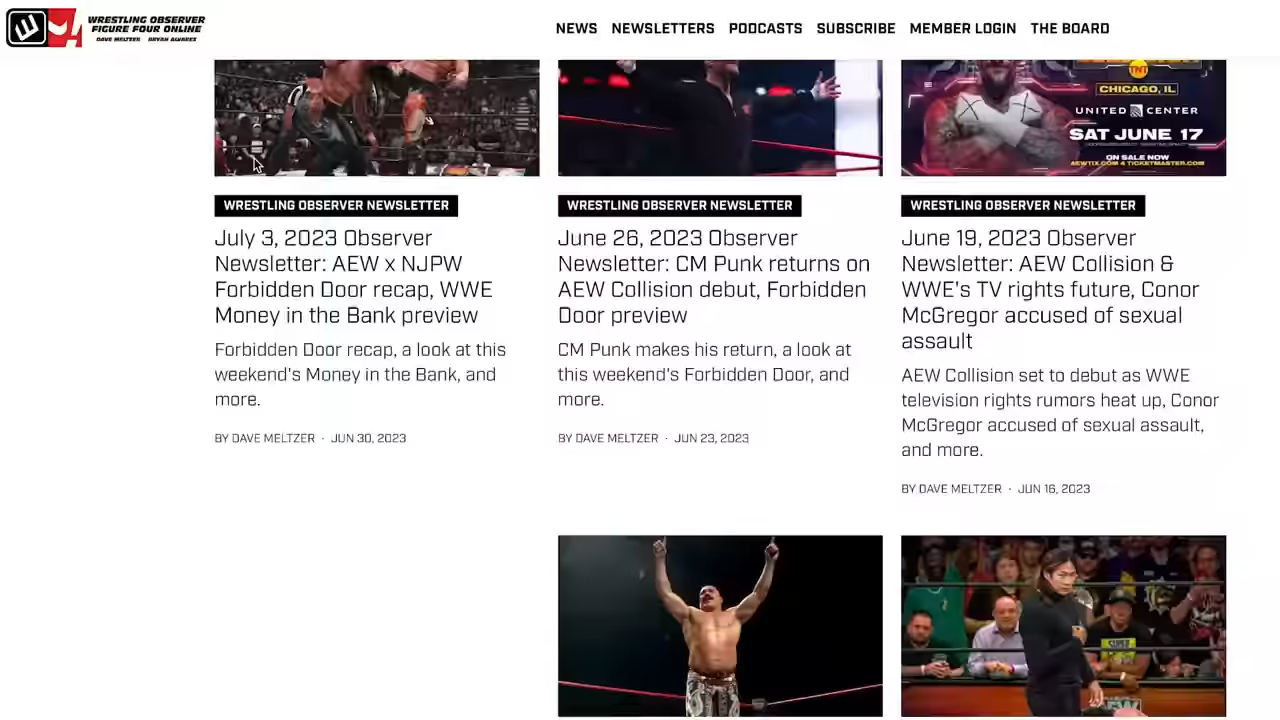 WRESTLING OBSERVER
FIGURE FOUR ONLINE
DAVE MELTZER BRYAN ALVAREZ
NEWS NEWSLETTERS PODCASTS SUBSCRIBE MEMBER LOGIN THE BOARD
TNT
CHICAGO, IL
UNITED CENTER
SAT JUNE 17
ON SALE NOW
AEWTIX.COM & TICKETMASTER.COM
WRESTLING OBSERVER NEWSLETTER
July 3, 2023 Observer
Newsletter: AEW x NJPW
Forbidden Door recap, WWE
Money in the Bank preview
Forbidden Door recap, a look at this
weekend's Money in the Bank, and
more.
BY DAVE MELTZER · JUN 30, 2023
WRESTLING OBSERVER NEWSLETTER
June 26, 2023 Observer
Newsletter: CM Punk returns on
AEW Collision debut, Forbidden
Door preview
CM Punk makes his return, a look at
this weekend's Forbidden Door, and
more.
BY DAVE MELTZER · JUN 23, 2023
WRESTLING OBSERVER NEWSLETTER
June 19, 2023 Observer
Newsletter: AEW Collision &
WWE's TV rights future, Conor
McGregor accused of sexual
assault
AEW Collision set to debut as WWE
television rights rumors heat up, Conor
McGregor accused of sexual assault,
and more.
BY DAVE MELTZER · JUN 16, 2023